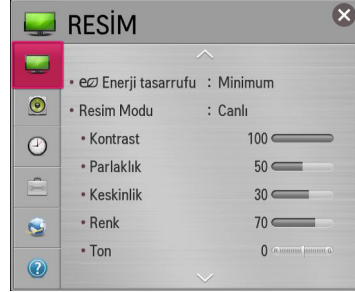 RESİM
Enerji tasarrufu : Minimum
• Resim Modu : Canlı
• Kontrast 100
• Parlaklık 50
• Keskinlik 30
• Renk 70
• Ton 0 R G